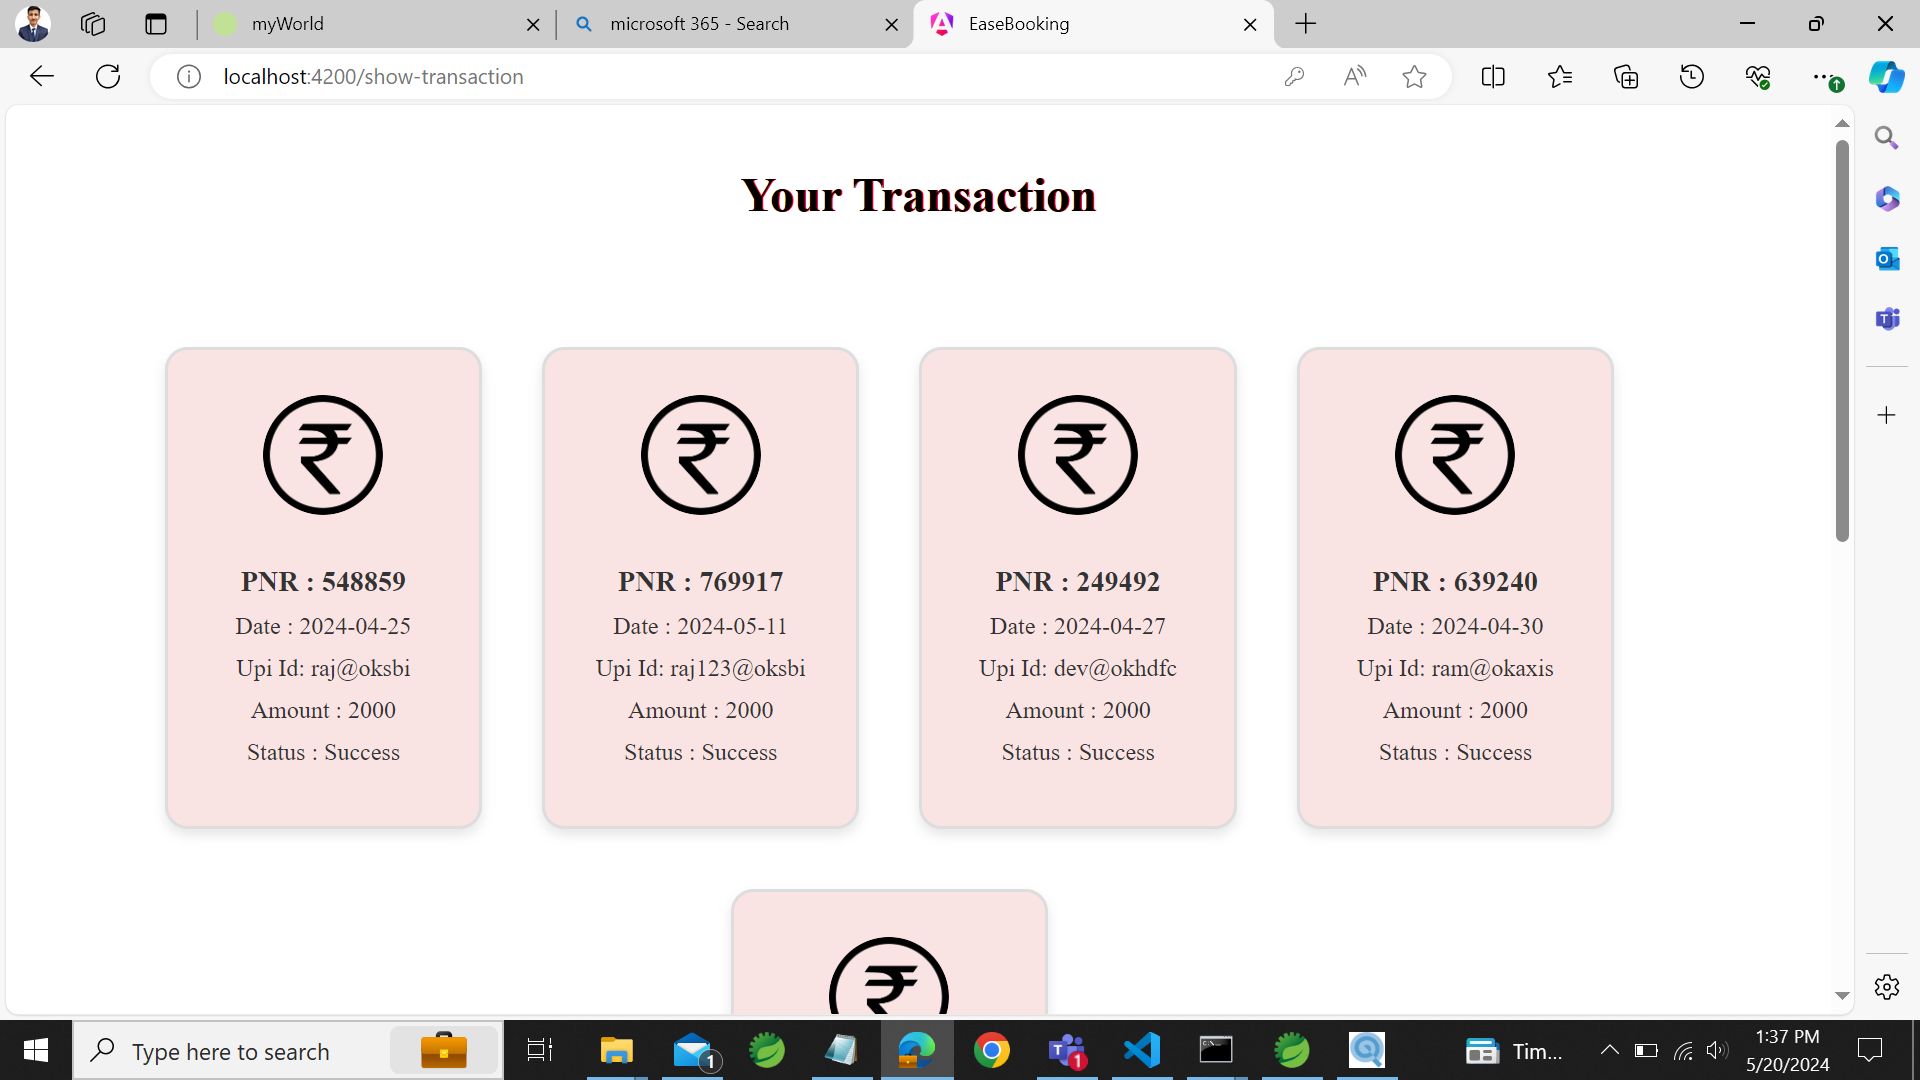 myWorld
microsoft 365 - Search
EaseBooking
localhost:4200/show-transaction
Your Transaction
₹
₹
₹
₹
PNR : 548859
Date : 2024-04-25
Upi Id: raj@oksbi
Amount : 2000
Status : Success
PNR : 769917
Date : 2024-05-11
Upi Id: raj123@oksbi
Amount : 2000
Status : Success
PNR : 249492
Date : 2024-04-27
Upi Id: dev@okhdfc
Amount : 2000
Status : Success
PNR : 639240
Date : 2024-04-30
Upi Id: ram@okaxis
Amount : 2000
Status : Success
₹
Type here to search
1
1
Tim...
1:37 PM
5/20/2024